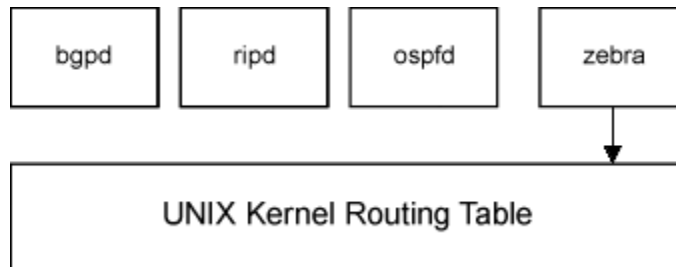 bgpd
ripd
ospfd
zebra
UNIX Kernel Routing Table